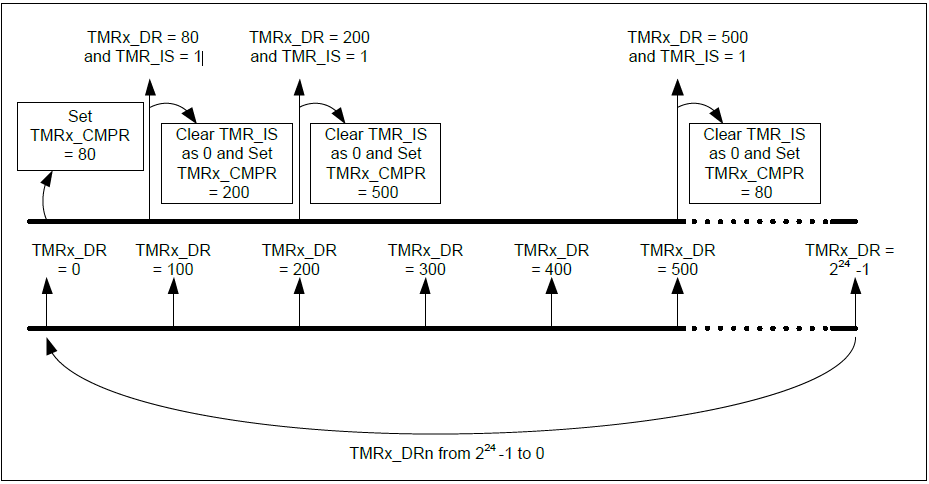 TMRx_DR = 80
and TMR_IS = 1
TMRx_DR = 200
and TMR_IS = 1
TMRx_DR = 500
and TMR_IS = 1
Set
TMRx_CMPR
= 80
Clear TMR_IS
as 0 and Set
TMRx_CMPR
= 200
Clear TMR_IS
as 0 and Set
TMRx_CMPR
= 500
Clear TMR_IS
as 0 and Set
TMRx_CMPR
= 80
TMRx_DR
= 0
TMRx_DR
= 100
TMRx_DR
= 200
TMRx_DR
= 300
TMRx_DR
= 400
TMRx_DR
= 500
TMRx_DR =
2²⁴ -1
TMRx_DRn from 2²⁴ -1 to 0